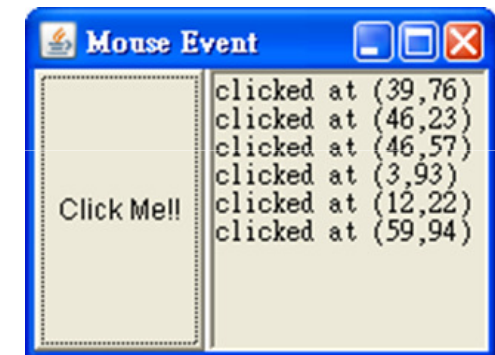 Mouse Event
Click Me!!
clicked at (39,76)
clicked at (46,23)
clicked at (46,57)
clicked at (3,93)
clicked at (12,22)
clicked at (59,94)